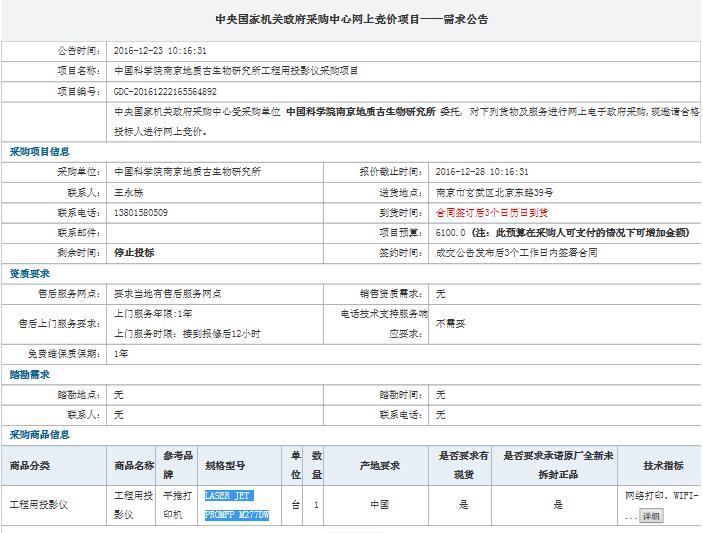 中央国家机关政府采购中心网上竞价项目——需求公告
公告时间： 2016-12-23 10:16:31
项目名称： 中国科学院南京地质古生物研究所工程用投影仪采购项目
项目编号： GDC-20161222165564892
中央国家机关政府采购中心受采购单位 中国科学院南京地质古生物研究所 委托, 对下列货物及服务进行网上电子政府采购,现邀请合格
投标人进行网上竞价。
采购项目信息
采购单位： 中国科学院南京地质古生物研究所 报价截止时间： 2016-12-28 10:16:31
联系人： 王永栋 送货地点： 南京市玄武区北京东路39号
联系电话： 13801580509 到货时间： 合同签订后3个日历日到货
联系邮件： 项目预算： 6100.0 (注：此预算在采购人可支付的情况下可增加金额)
剩余时间： 停止投标 签约时间： 成交公告发布后3个工作日内签署合同
资质要求
售后服务网点： 要求当地有售后服务网点 销售资质需求： 无
售后上门服务要求： 上门服务年限:1年 电话技术支持服务响 不需要
上门服务时限：接到报修后12小时 应要求：
免费维保质保期： 1年
踏勘需求
踏勘地点： 无 踏勘时间： 无
联系人： 无 联系电话： 无
采购商品信息
商品分类 商品名称 参考品 规格型号 单 数 产地要求 是否要求有 是否要求承诺原厂全新未 技术指标
牌 位 量 现货 拆封正品
工程用投影仪 工程用投 平推打 LASER JET 台 1 中国 是 是 网络打印，WIFI-
影仪 印机 PROMFP M277DW ... 详细